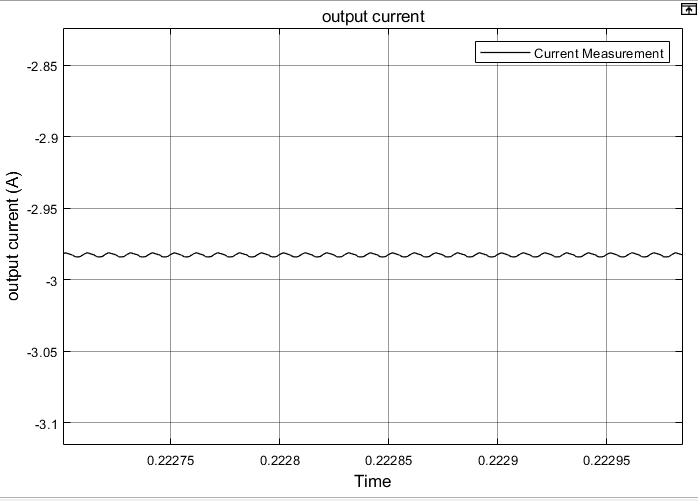 output current
Current Measurement
-2.85
-2.9
-2.95
-3
-3.05
-3.1
output current (A)
0.22275
0.2228
0.22285
0.2229
0.22295
Time